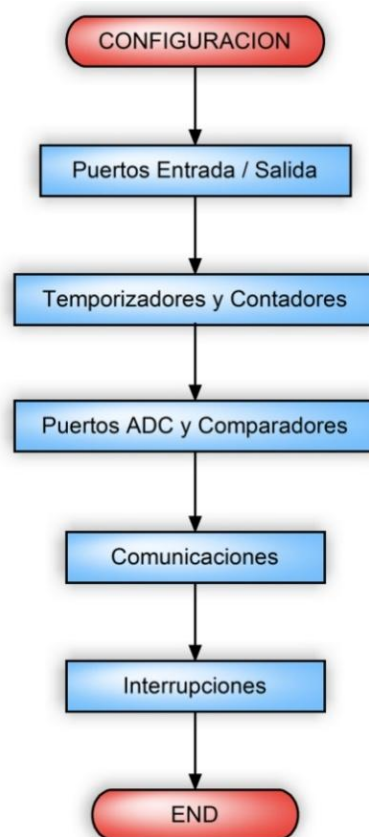 CONFIGURACION
Puertos Entrada / Salida
Temporizadores y Contadores
Puertos ADC y Comparadores
Comunicaciones
Interrupciones
END